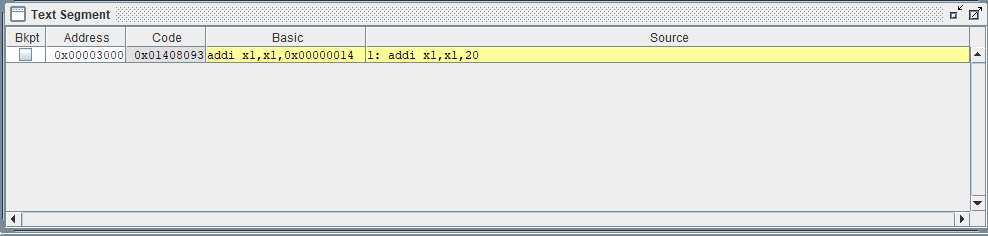 Text Segment
Bkpt Address Code Basic Source
0x00003000 0x01408093 addi x1,x1,0x00000014 1: addi x1,x1,20